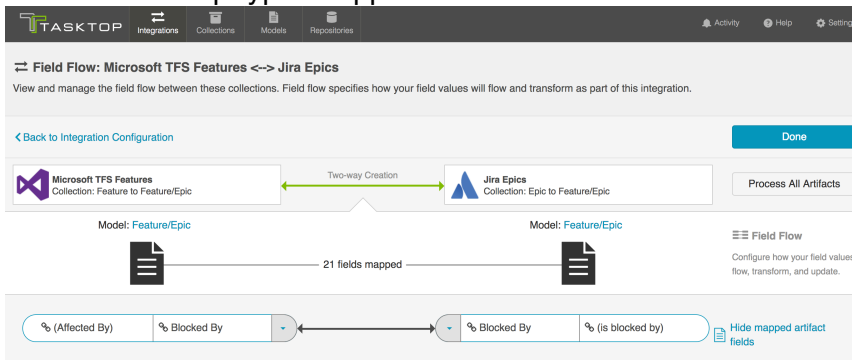 TASKTOP
Integrations
Collections
Models
Repositories
Activity
Help
Setting
Field Flow: Microsoft TFS Features <--> Jira Epics
View and manage the field flow between these collections. Field flow specifies how your field values will flow and transform as part of this integration.
Back to Integration Configuration
Done
Microsoft TFS Features
Collection: Feature to Feature/Epic
Two-way Creation
Jira Epics
Collection: Epic to Feature/Epic
Process All Artifacts
Model: Feature/Epic
Model: Feature/Epic
21 fields mapped
Field Flow
Configure how your field values
flow, transform, and update.
(Affected By)
Blocked By
Blocked By
(is blocked by)
Hide mapped artifact
fields